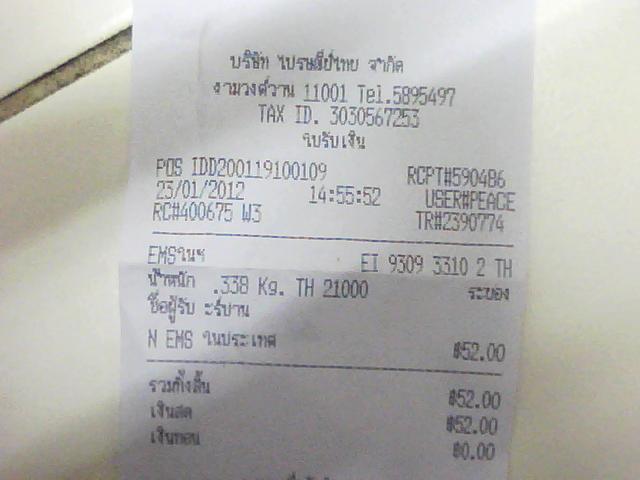 บริษัท ไปรษณีย์ไทย จำกัด
งามวงศ์วาน 11001 Tel.5895497
TAX ID. 3030567253
ใบรับเงิน
POS IDD200119100109 RCPT#590486
23/01/2012 14:55:52 USER#PEACE
RC#400675 W3 TR#2390774
EMSในฯ EI 9309 3310 2 TH
น้ำหนัก .338 Kg. TH 21000 ระยอง
ชื่อผู้รับ
N EMS ในประเทศ ฿52.00
รวมทั้งสิ้น ฿52.00
เงินสด ฿52.00
เงินทอน ฿0.00